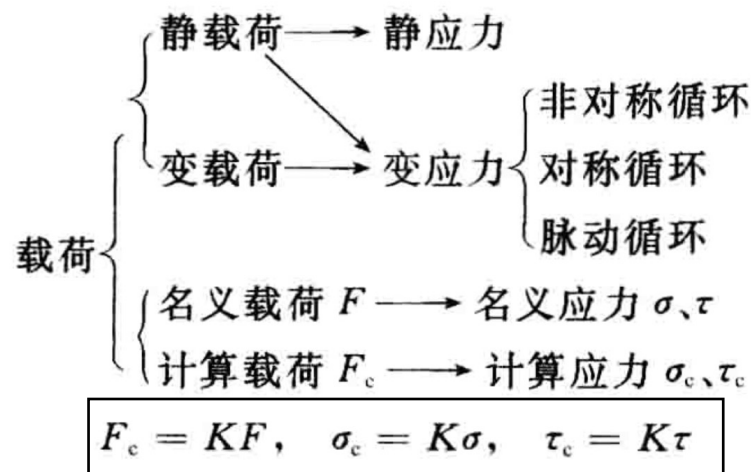 静载荷 静应力
非对称循环
变载荷 变应力 对称循环
脉动循环
载荷
名义载荷 F 名义应力 σ、τ
计算载荷 Fc 计算应力 σc、τc
Fc = KF, σc = Kσ, τc = Kτ